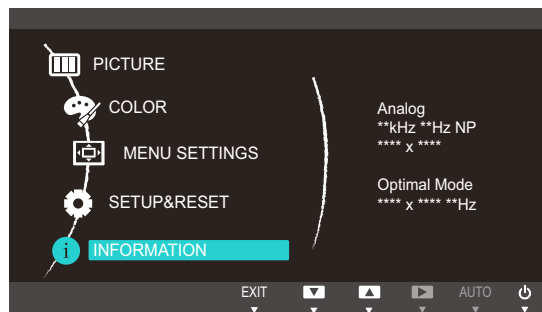 PICTURE
COLOR
MENU SETTINGS
SETUP&RESET
i INFORMATION
Analog
**kHz **Hz NP
**** x ****
Optimal Mode
**** x **** **Hz
EXIT AUTO